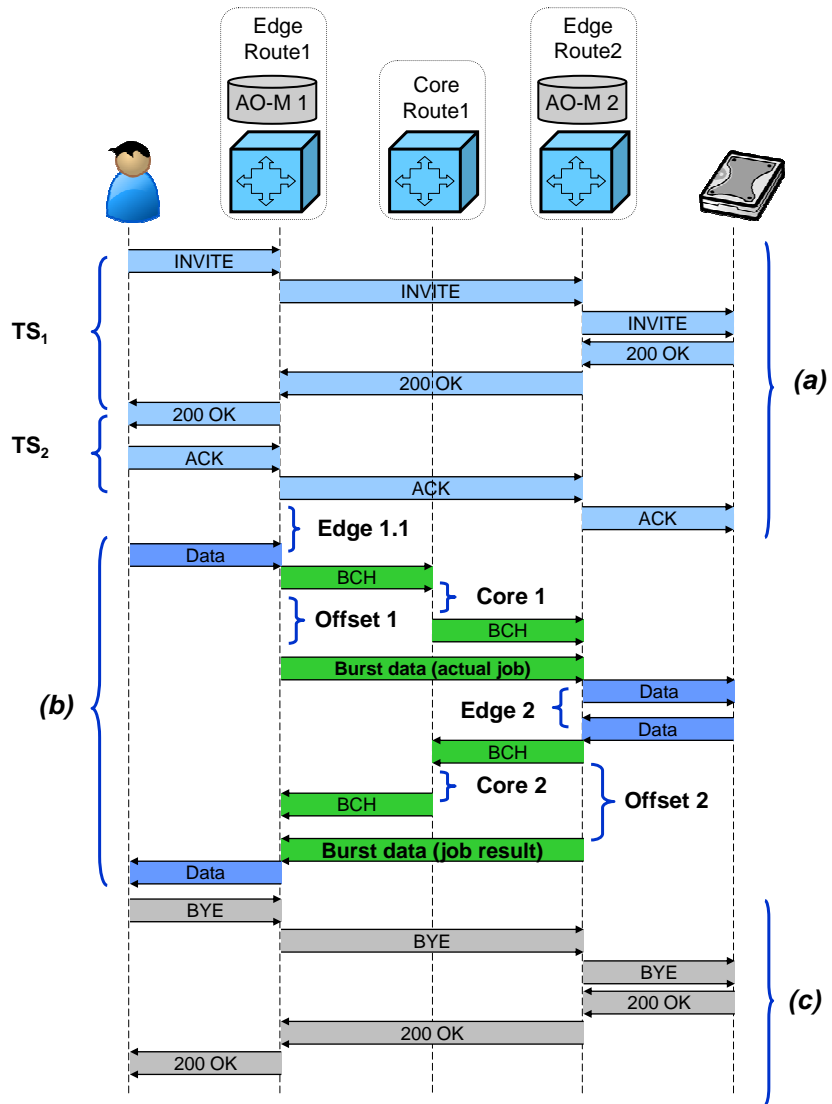 Edge
Route1
AO-M 1
Core
Route1
Edge
Route2
AO-M 2
INVITE
INVITE
INVITE
TS1
200 OK
200 OK
(a)
200 OK
TS2
ACK
ACK
ACK
Edge 1.1
Data
BCH
Core 1
Offset 1
BCH
Burst data (actual job)
Data
(b)
Edge 2
Data
BCH
Core 2
Offset 2
BCH
Burst data (job result)
Data
BYE
BYE
BYE
(c)
200 OK
200 OK
200 OK